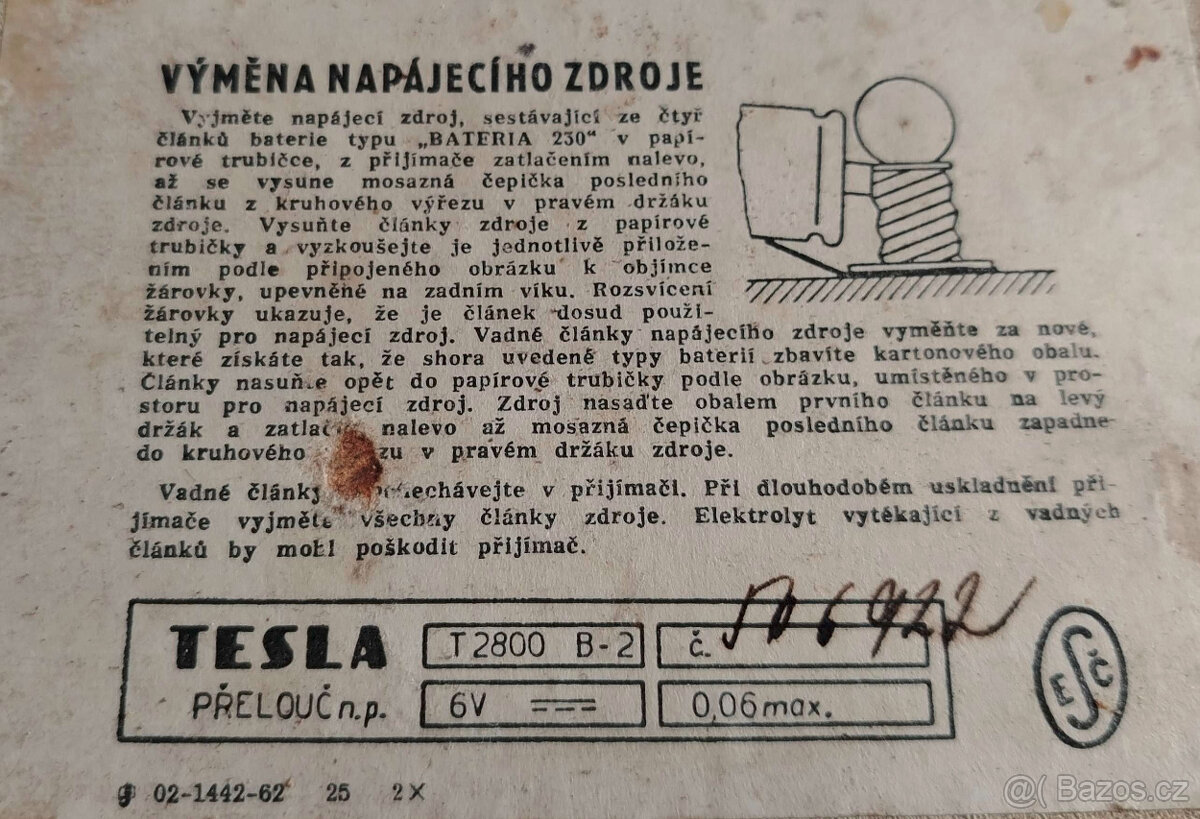 VÝMĚNA NAPÁJECÍHO ZDROJE
Vyjměte napájecí zdroj, sestávající ze čtyř
článků baterie typu „BATERIA 230“ v papí-
rové trubičce, z přijímače zatlačením nalevo,
až se vysune mosazná čepička posledního
článku z kruhového výřezu v pravém držáku
zdroje. Vysuňte články zdroje z papírové
trubičky a vyzkoušejte je jednotlivě přilože-
ním podle připojeného obrázku k objímce
žárovky, upevněné na zadním víku. Rozsvícení
žárovky ukazuje, že je článek dosud použi-
telný pro napájecí zdroj. Vadné články napájecího zdroje vyměňte za nové,
které získáte tak, že shora uvedené typy baterií zbavíte kartonového obalu.
Články nasuňte opět do papírové trubičky podle obrázku, umístěného v pro-
storu pro napájecí zdroj. Zdroj nasaďte obalem prvního článku na levý
držák a nalevo až mosazná čepička posledního článku zapadne
do kruhového v pravém držáku zdroje.
Vadné články v přijímači. Při dlouhodobém uskladnění při-
jímače vyjměte všechny články zdroje. Elektrolyt vytékající z vadných
článků by mohl poškodit přijímač.
TESLA
PŘELOUČ n.p.
T 2800 B-2
č. 506922
6V
0,06 max.
ESČ
02-1442-62 25 2X
@( Bazos.cz